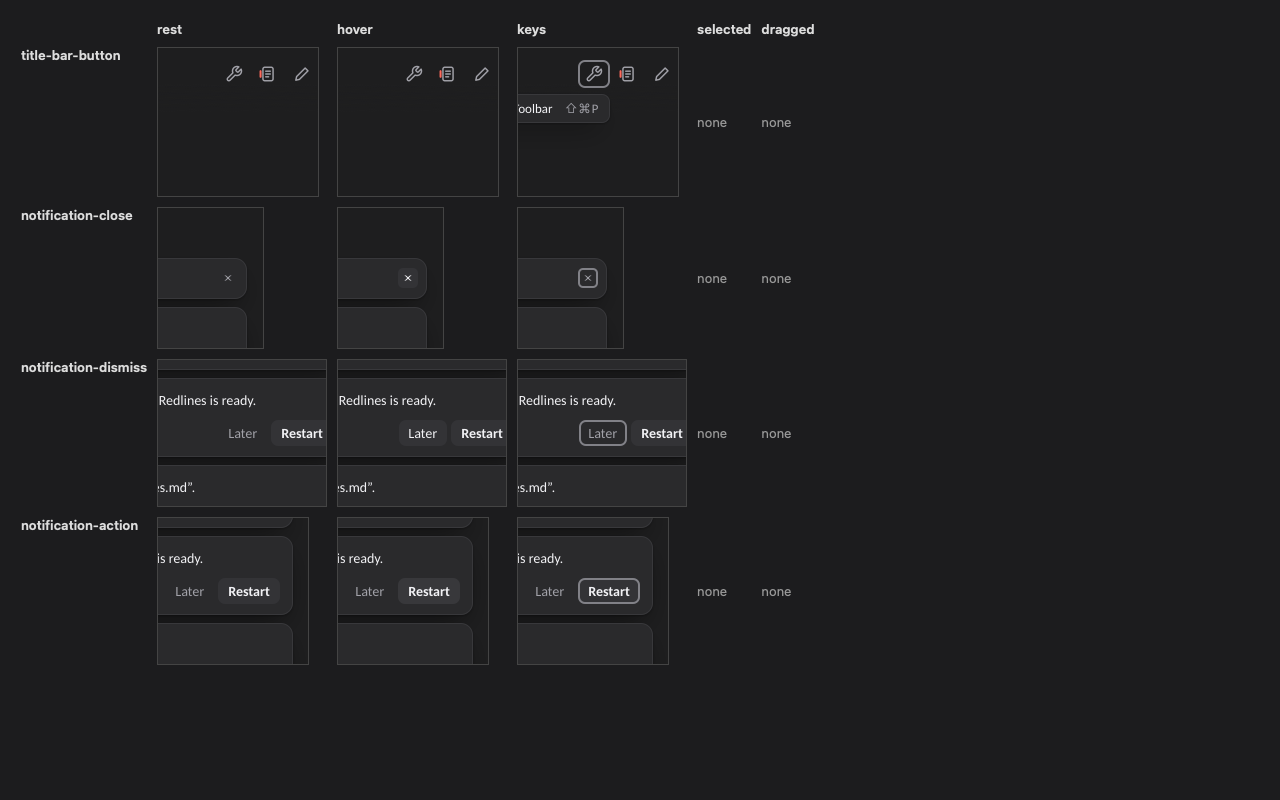 rest hover keys selected dragged
title-bar-button
oolbar ⇧⌘P
none none
notification-close
× × ×
none none
notification-dismiss
Redlines is ready. Redlines is ready. Redlines is ready.
Later Restart Later Restart Later Restart none none
es.md”. es.md”. es.md”.
notification-action
is ready. is ready. is ready.
Later Restart Later Restart Later Restart none none